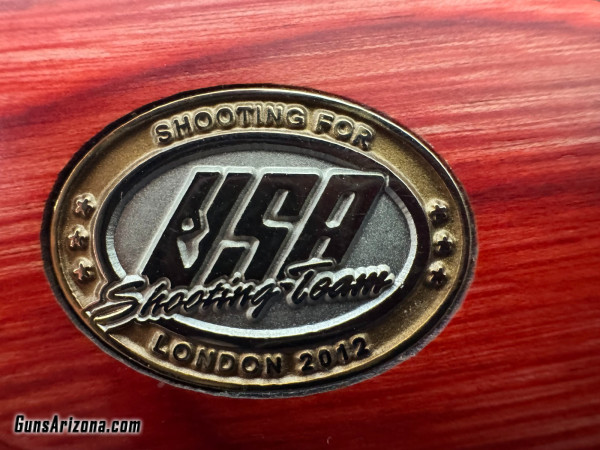 SHOOTING FOR
USA
Shooting Team
LONDON 2012
GunsArizona.com